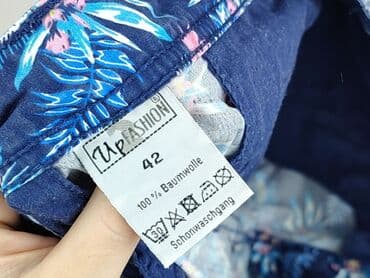 Up FASHION®
42
100% Baumwolle
30
Schonwaschgang